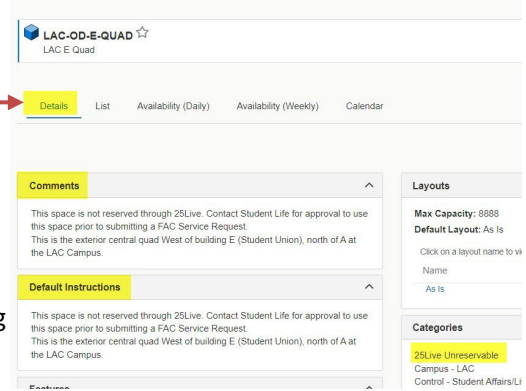 LAC-OD-E-QUAD
LAC E Quad
Details List Availability (Daily) Availability (Weekly) Calendar
Comments
This space is not reserved through 25Live. Contact Student Life for approval to use
this space prior to submitting a FAC Service Request.
This is the exterior central quad West of building E (Student Union), north of A at
the LAC Campus.
Default Instructions
This space is not reserved through 25Live. Contact Student Life for approval to use
this space prior to submitting a FAC Service Request.
This is the exterior central quad West of building E (Student Union), north of A at
the LAC Campus.
Features
g
Layouts
Max Capacity: 8888
Default Layout: As Is
Click on a layout name to
Name
As Is
Categories
25Live Unreservable
Campus - LAC
Control - Student Affairs/Li